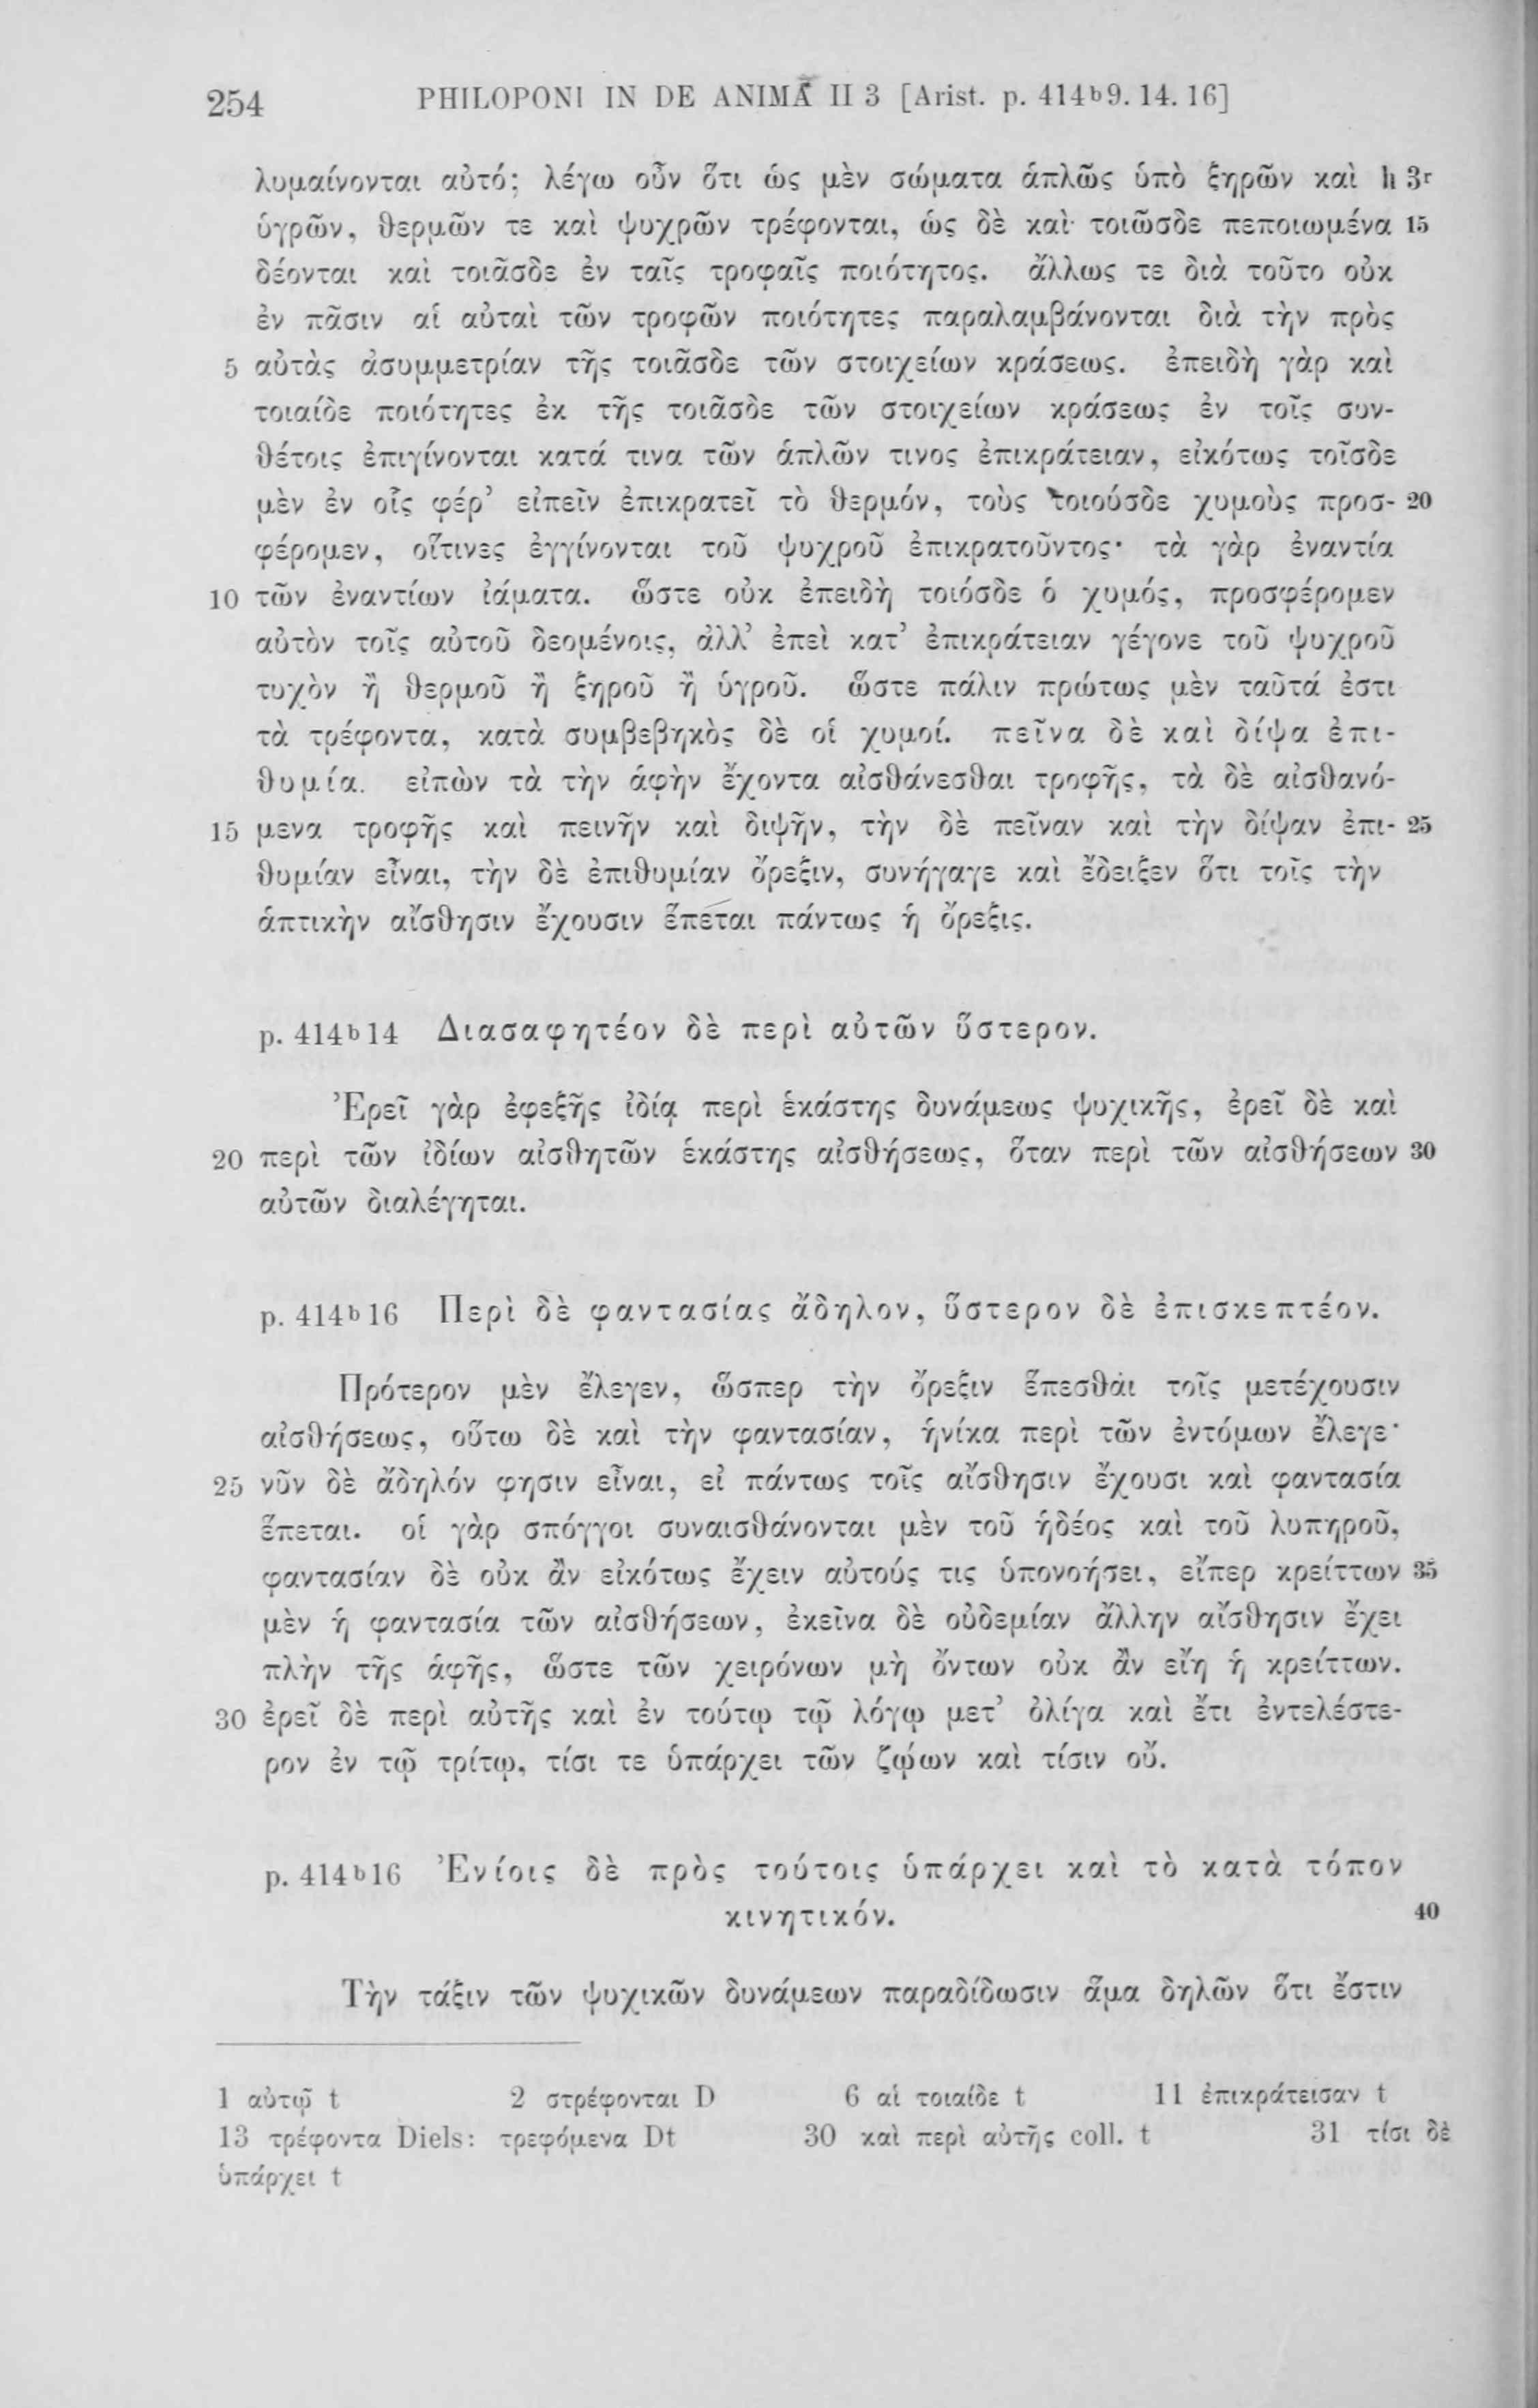 254 PHILOPONI IN DE ANIMA II 3 [Arist. p. 414b9. 14. 16]
λυμαίνονται αὐτό; λέγω οὖν ὅτι ὡς μὲν σώματα ἁπλῶς ὑπὸ ξηρῶν καὶ h 3r
ὑγρῶν, θερμῶν τε καὶ ψυχρῶν τρέφονται, ὡς δὲ καὶ τοιῶσδε πεποιωμένα 15
δέονται καὶ τοιᾶσδε ἐν ταῖς τροφαῖς ποιότητος. ἄλλως τε διὰ τοῦτο οὐκ
ἐν πᾶσιν αἱ αὐταὶ τῶν τροφῶν ποιότητες παραλαμβάνονται διὰ τὴν πρὸς
5 αὐτὰς ἀσυμμετρίαν τῆς τοιᾶσδε τῶν στοιχείων κράσεως. ἐπειδὴ γὰρ καὶ
τοιαίδε ποιότητες ἐκ τῆς τοιᾶσδε τῶν στοιχείων κράσεως ἐν τοῖς συν-
θέτοις ἐπιγίνονται κατά τινα τῶν ἁπλῶν τινος ἐπικράτειαν, εἰκότως τοῖσδε
μὲν ἐν οἷς φέρ’ εἰπεῖν ἐπικρατεῖ τὸ θερμόν, τοὺς τοιούσδε χυμοὺς προσ- 20
φέρομεν, οἵτινες ἐγγίνονται τοῦ ψυχροῦ ἐπικρατοῦντος· τὰ γὰρ ἐναντία
10 τῶν ἐναντίων ἰάματα. ὥστε οὐκ ἐπειδὴ τοιόσδε ὁ χυμός, προσφέρομεν
αὐτὸν τοῖς αὐτοῦ δεομένοις, ἀλλ’ ἐπεὶ κατ’ ἐπικράτειαν γέγονε τοῦ ψυχροῦ
τυχὸν ἢ θερμοῦ ἢ ξηροῦ ἢ ὑγροῦ. ὥστε πάλιν πρώτως μὲν ταῦτά ἐστι
τὰ τρέφοντα, κατὰ συμβεβηκὸς δὲ οἱ χυμοί. πεῖνα δὲ καὶ δίψα ἐπι-
θυμία. εἰπὼν τὰ τὴν ἁφὴν ἔχοντα αἰσθάνεσθαι τροφῆς, τὰ δὲ αἰσθανό-
15 μενα τροφῆς καὶ πεινῆν καὶ διψῆν, τὴν δὲ πεῖναν καὶ τὴν δίψαν ἐπι- 25
θυμίαν εἶναι, τὴν δὲ ἐπιθυμίαν ὄρεξιν, συνήγαγε καὶ ἔδειξεν ὅτι τοῖς τὴν
ἁπτικὴν αἴσθησιν ἔχουσιν ἕπεται πάντως ἡ ὄρεξις.
p. 414b14 Διασαφητέον δὲ περὶ αὐτῶν ὕστερον.
Ἐρεῖ γὰρ ἐφεξῆς ἰδίᾳ περὶ ἑκάστης δυνάμεως ψυχικῆς, ἐρεῖ δὲ καὶ
20 περὶ τῶν ἰδίων αἰσθητῶν ἑκάστης αἰσθήσεως, ὅταν περὶ τῶν αἰσθήσεων 30
αὐτῶν διαλέγηται.
p. 414b16 Περὶ δὲ φαντασίας ἄδηλον, ὕστερον δὲ ἐπισκεπτέον.
Πρότερον μὲν ἔλεγεν, ὥσπερ τὴν ὄρεξιν ἕπεσθαι τοῖς μετέχουσιν
αἰσθήσεως, οὕτω δὲ καὶ τὴν φαντασίαν, ἡνίκα περὶ τῶν ἐντόμων ἔλεγε·
25 νῦν δὲ ἄδηλόν φησιν εἶναι, εἰ πάντως τοῖς αἴσθησιν ἔχουσι καὶ φαντασία
ἕπεται. οἱ γὰρ σπόγγοι συναισθάνονται μὲν τοῦ ἡδέος καὶ τοῦ λυπηροῦ,
φαντασίαν δὲ οὐκ ἂν εἰκότως ἔχειν αὐτούς τις ὑπονοήσει, εἴπερ κρείττων 35
μὲν ἡ φαντασία τῶν αἰσθήσεων, ἐκεῖνα δὲ οὐδεμίαν ἄλλην αἴσθησιν ἔχει
πλὴν τῆς ἁφῆς, ὥστε τῶν χειρόνων μὴ ὄντων οὐκ ἂν εἴη ἡ κρείττων.
30 ἐρεῖ δὲ περὶ αὐτῆς καὶ ἐν τούτῳ τῷ λόγῳ μετ’ ὀλίγα καὶ ἔτι ἐντελέστε-
ρον ἐν τῷ τρίτῳ, τίσι τε ὑπάρχει τῶν ζῴων καὶ τίσιν οὔ.
p. 414b16 Ἐνίοις δὲ πρὸς τούτοις ὑπάρχει καὶ τὸ κατὰ τόπον
κινητικόν. 40
Τὴν τάξιν τῶν ψυχικῶν δυνάμεων παραδίδωσιν ἅμα δηλῶν ὅτι ἔστιν
1 αὐτῷ t 2 στρέφονται D 6 αἱ τοιαίδε t 11 ἐπικράτεισαν t
13 τρέφοντα Diels: τρεφόμενα Dt 30 καὶ περὶ αὐτῆς coll. t 31 τίσι δὲ
ὑπάρχει t